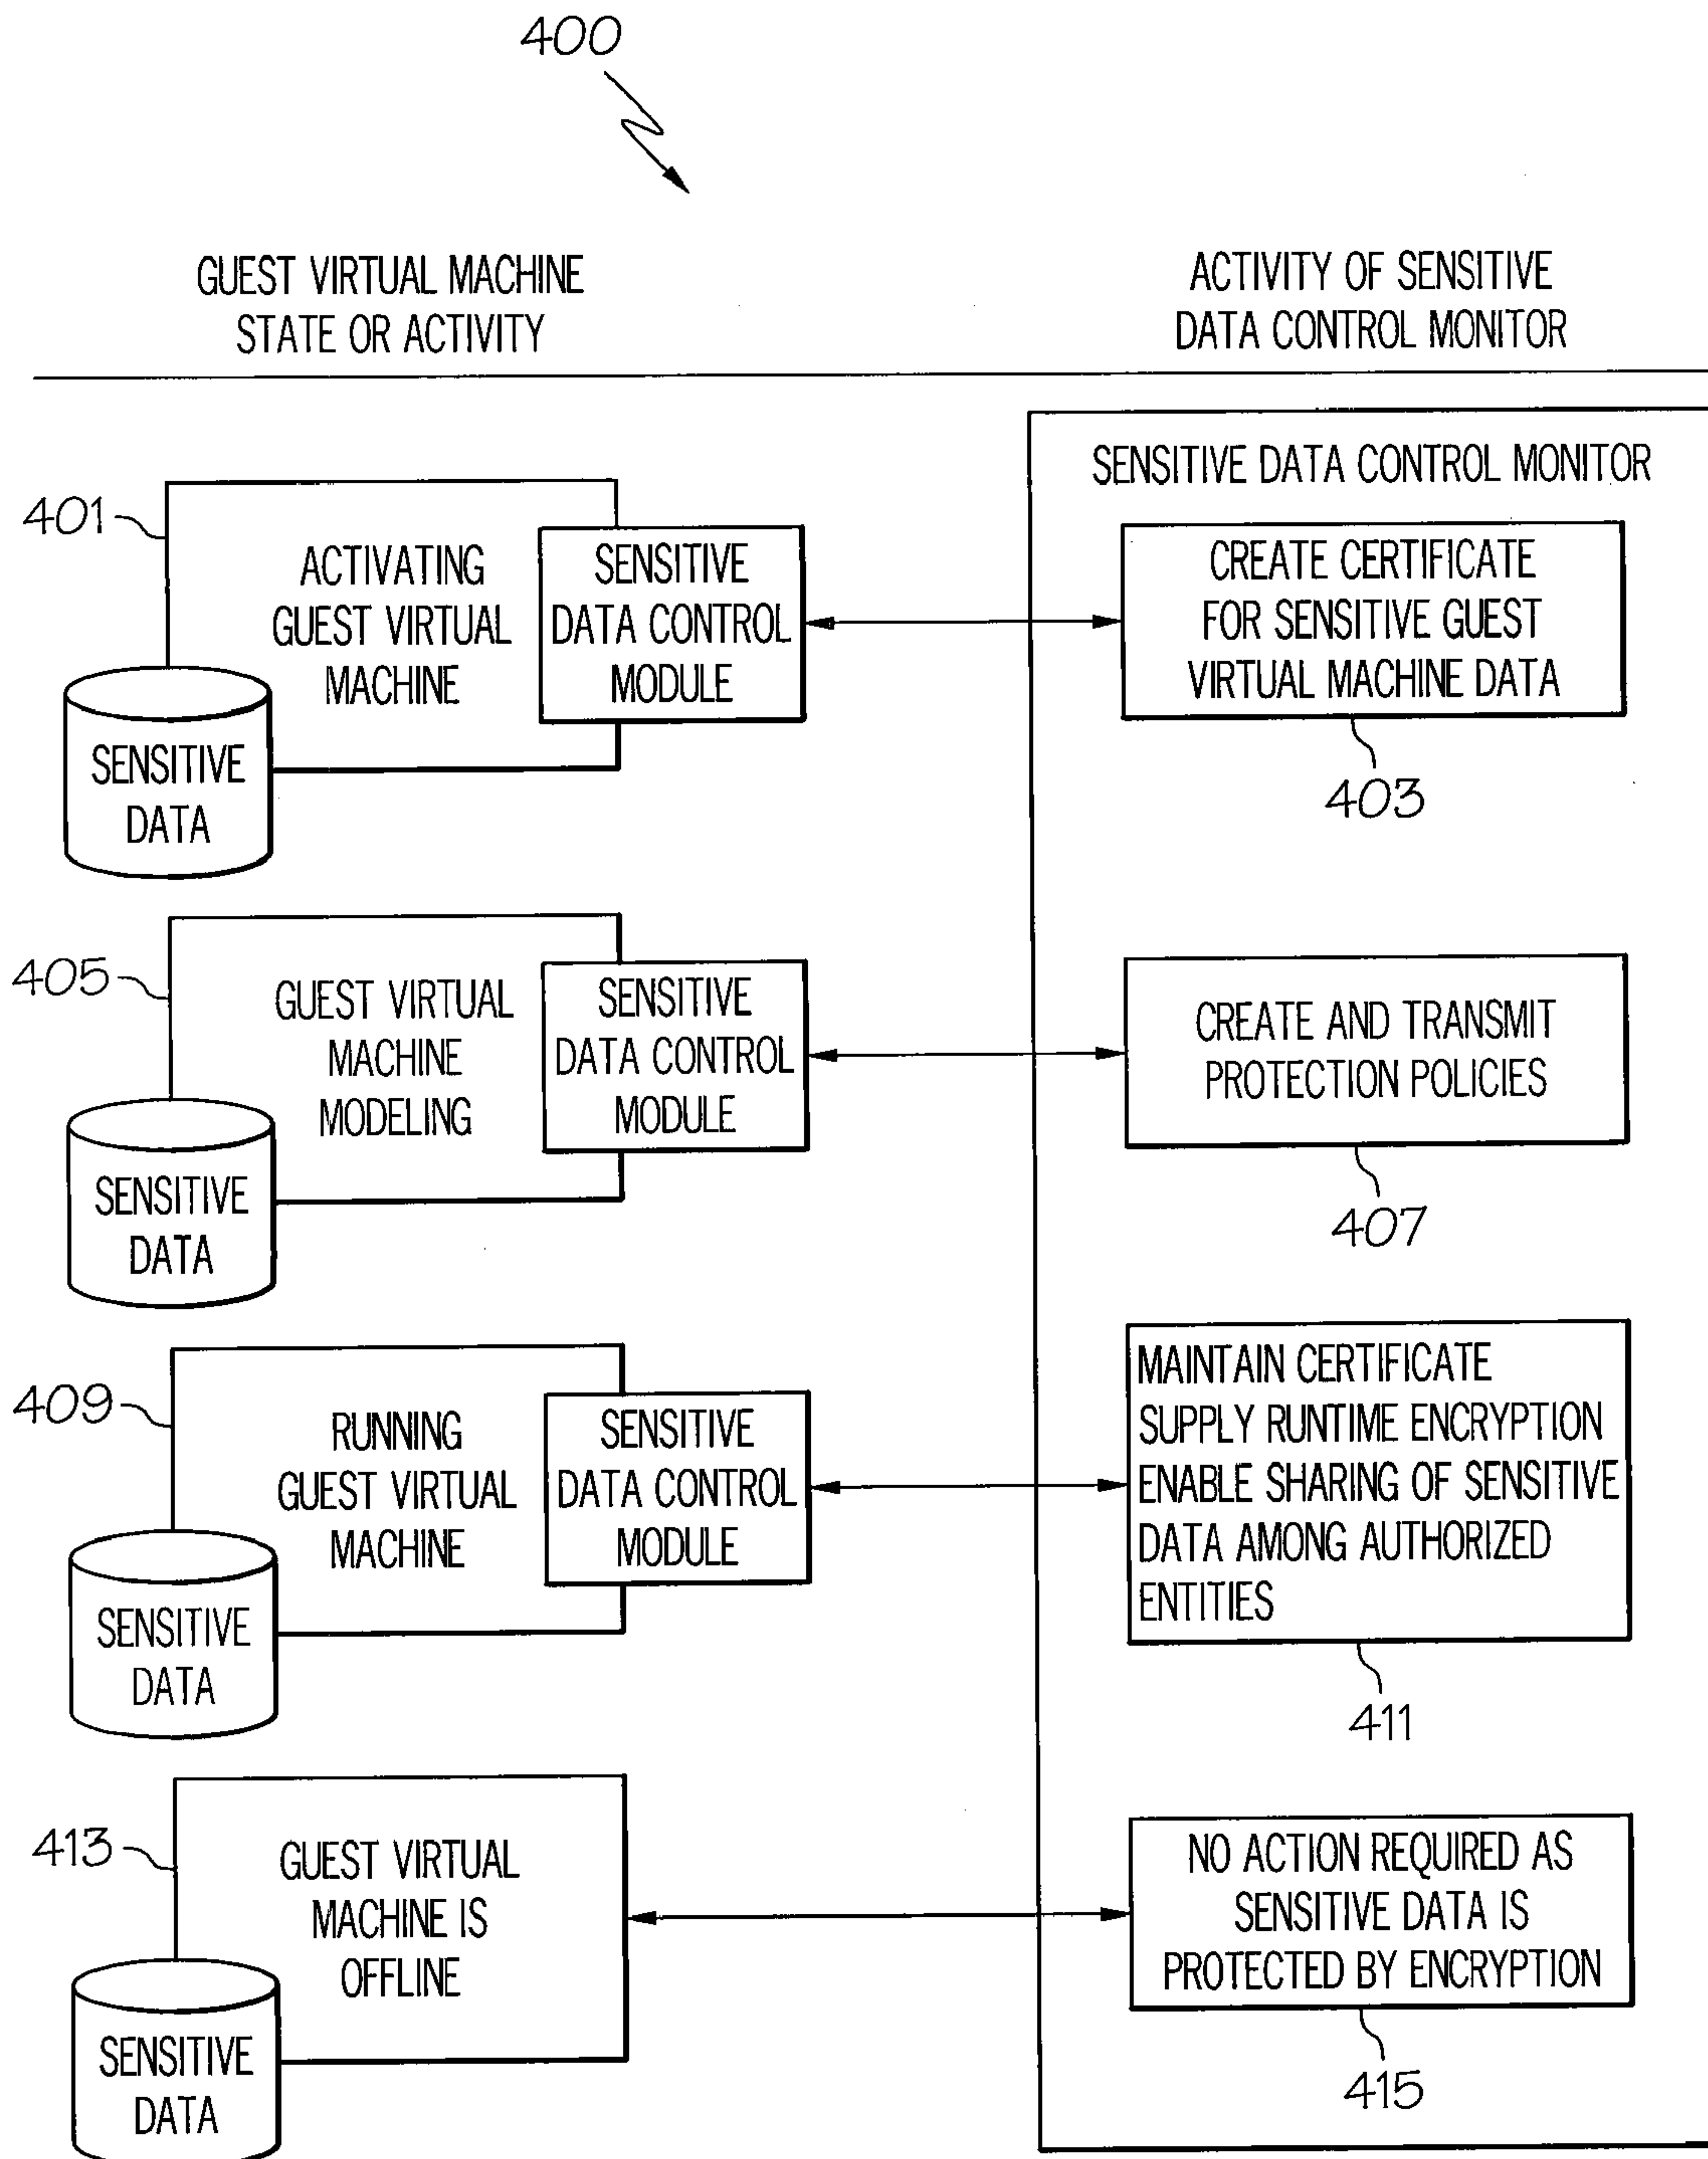 400
GUEST VIRTUAL MACHINE
STATE OR ACTIVITY
ACTIVITY OF SENSITIVE
DATA CONTROL MONITOR
SENSITIVE DATA CONTROL MONITOR
401
ACTIVATING
GUEST VIRTUAL
MACHINE
SENSITIVE
DATA CONTROL
MODULE
SENSITIVE
DATA
CREATE CERTIFICATE
FOR SENSITIVE GUEST
VIRTUAL MACHINE DATA
403
405
GUEST VIRTUAL
MACHINE
MODELING
SENSITIVE
DATA CONTROL
MODULE
SENSITIVE
DATA
CREATE AND TRANSMIT
PROTECTION POLICIES
407
409
RUNNING
GUEST VIRTUAL
MACHINE
SENSITIVE
DATA CONTROL
MODULE
SENSITIVE
DATA
MAINTAIN CERTIFICATE
SUPPLY RUNTIME ENCRYPTION
ENABLE SHARING OF SENSITIVE
DATA AMONG AUTHORIZED
ENTITIES
411
413
GUEST VIRTUAL
MACHINE IS
OFFLINE
SENSITIVE
DATA
NO ACTION REQUIRED AS
SENSITIVE DATA IS
PROTECTED BY ENCRYPTION
415